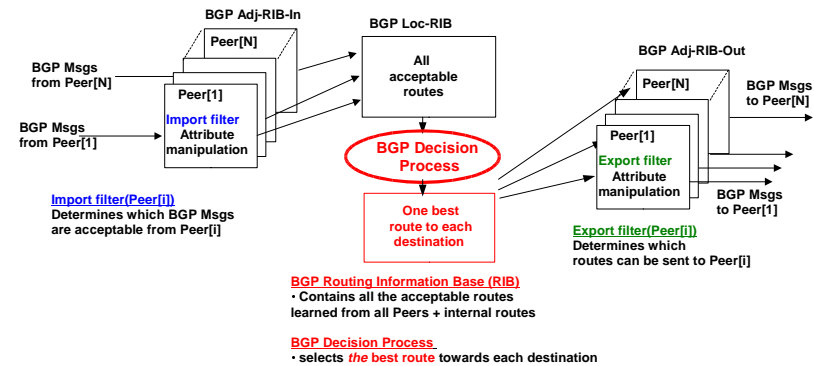 BGP Adj-RIB-In
BGP Loc-RIB
BGP Adj-RIB-Out
Peer[N]
BGP Msgs
from Peer[N]
Peer[1]
Import filter
Attribute
manipulation
BGP Msgs
from Peer[1]
All
acceptable
routes
BGP Decision
Process
One best
route to each
destination
Peer[N]
BGP Msgs
to Peer[N]
Peer[1]
Export filter
Attribute
manipulation
BGP Msgs
to Peer[1]
Import filter(Peer[i])
Determines which BGP Msgs
are acceptable from Peer[i]
Export filter(Peer[i])
Determines which
routes can be sent to Peer[i]
BGP Routing Information Base (RIB)
• Contains all the acceptable routes
learned from all Peers + internal routes
BGP Decision Process
• selects the best route towards each destination